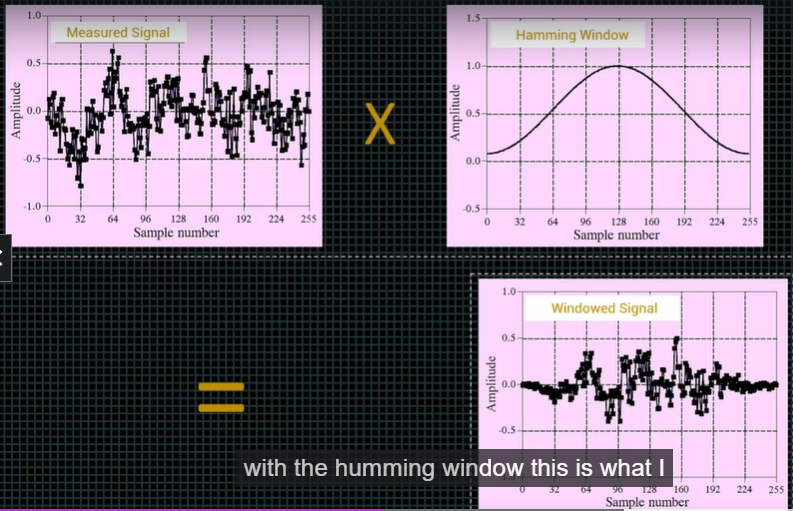 Measured Signal
1.0
0.5
0.0
-0.5
-1.0
Amplitude
0 32 64 96 128 160 192 224 255
Sample number
X
Hamming Window
1.5
1.0
0.5
0.0
-0.5
Amplitude
0 32 64 96 128 160 192 224 255
Sample number
=
Windowed Signal
1.0
0.5
0.0
-0.5
Amplitude
with the humming window this is what I
0 32 64 96 128 160 192 224 255
Sample number